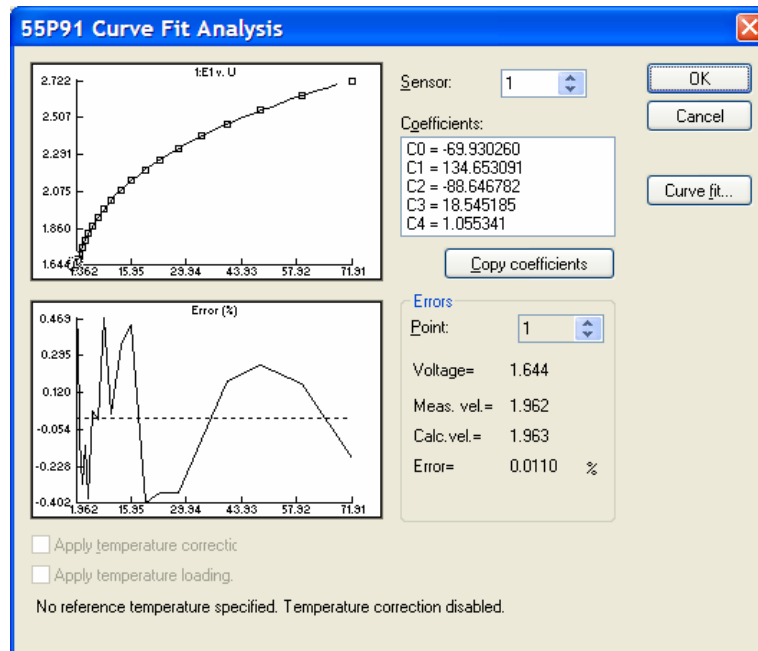 55P91 Curve Fit Analysis
1:E1 v. U
2.722
2.507
2.291
2.075
1.860
1.644
1.362 15.95 29.94 43.93 57.92 71.91
Error (%)
0.469
0.295
0.120
-0.054
-0.228
-0.402
1.962 15.95 29.94 43.93 57.92 71.91
Sensor: 1
Coefficients:
C0 = -69.930260
C1 = 134.653091
C2 = -88.646782
C3 = 18.545185
C4 = 1.055341
Copy coefficients
Errors
Point: 1
Voltage= 1.644
Meas. vel.= 1.962
Calc.vel.= 1.963
Error= 0.0110 %
OK
Cancel
Curve fit...
Apply temperature correctic
Apply temperature loading.
No reference temperature specified. Temperature correction disabled.